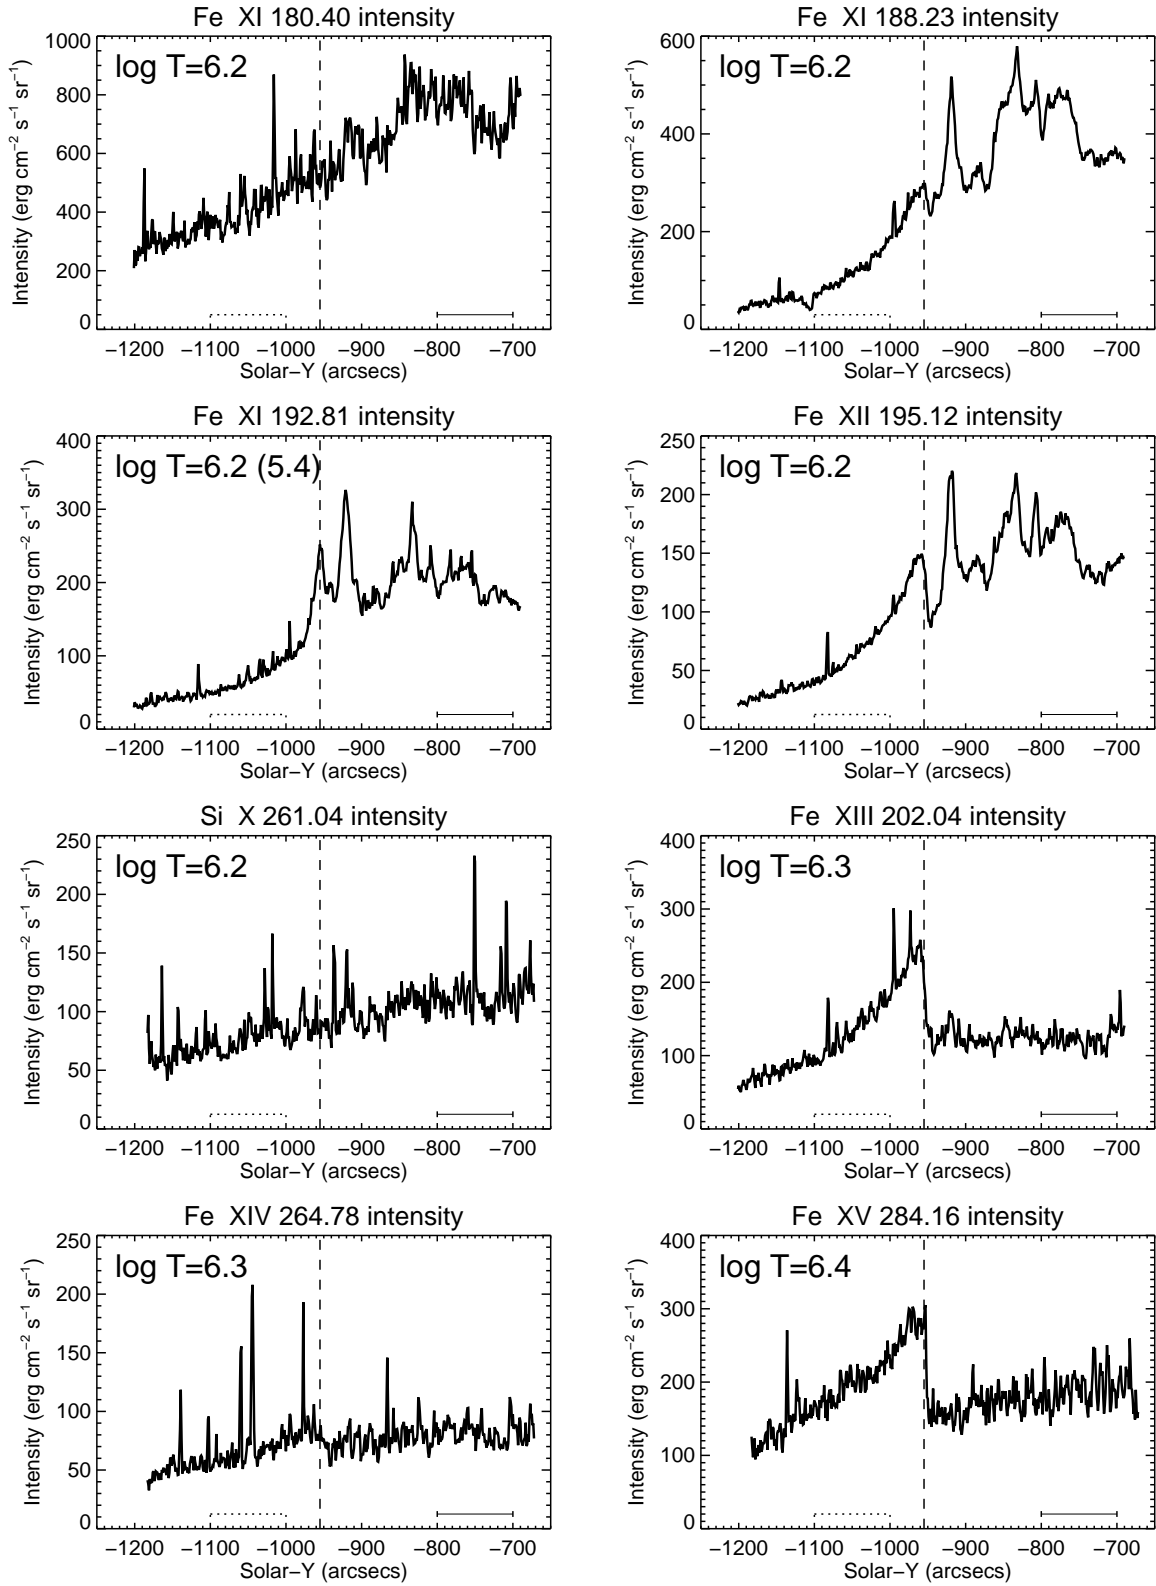 Fe XI 180.40 intensity
log T=6.2
Intensity (erg cm⁻² s⁻¹ sr⁻¹)
1000
800
600
400
200
0
−1200 −1100 −1000 −900 −800 −700
Solar−Y (arcsecs)
Fe XI 188.23 intensity
log T=6.2
Intensity (erg cm⁻² s⁻¹ sr⁻¹)
600
400
200
0
−1200 −1100 −1000 −900 −800 −700
Solar−Y (arcsecs)
Fe XI 192.81 intensity
log T=6.2 (5.4)
Intensity (erg cm⁻² s⁻¹ sr⁻¹)
400
300
200
100
0
−1200 −1100 −1000 −900 −800 −700
Solar−Y (arcsecs)
Fe XII 195.12 intensity
log T=6.2
Intensity (erg cm⁻² s⁻¹ sr⁻¹)
250
200
150
100
50
0
−1200 −1100 −1000 −900 −800 −700
Solar−Y (arcsecs)
Si X 261.04 intensity
log T=6.2
Intensity (erg cm⁻² s⁻¹ sr⁻¹)
250
200
150
100
50
0
−1200 −1100 −1000 −900 −800 −700
Solar−Y (arcsecs)
Fe XIII 202.04 intensity
log T=6.3
Intensity (erg cm⁻² s⁻¹ sr⁻¹)
400
300
200
100
0
−1200 −1100 −1000 −900 −800 −700
Solar−Y (arcsecs)
Fe XIV 264.78 intensity
log T=6.3
Intensity (erg cm⁻² s⁻¹ sr⁻¹)
250
200
150
100
50
0
−1200 −1100 −1000 −900 −800 −700
Solar−Y (arcsecs)
Fe XV 284.16 intensity
log T=6.4
Intensity (erg cm⁻² s⁻¹ sr⁻¹)
400
300
200
100
0
−1200 −1100 −1000 −900 −800 −700
Solar−Y (arcsecs)